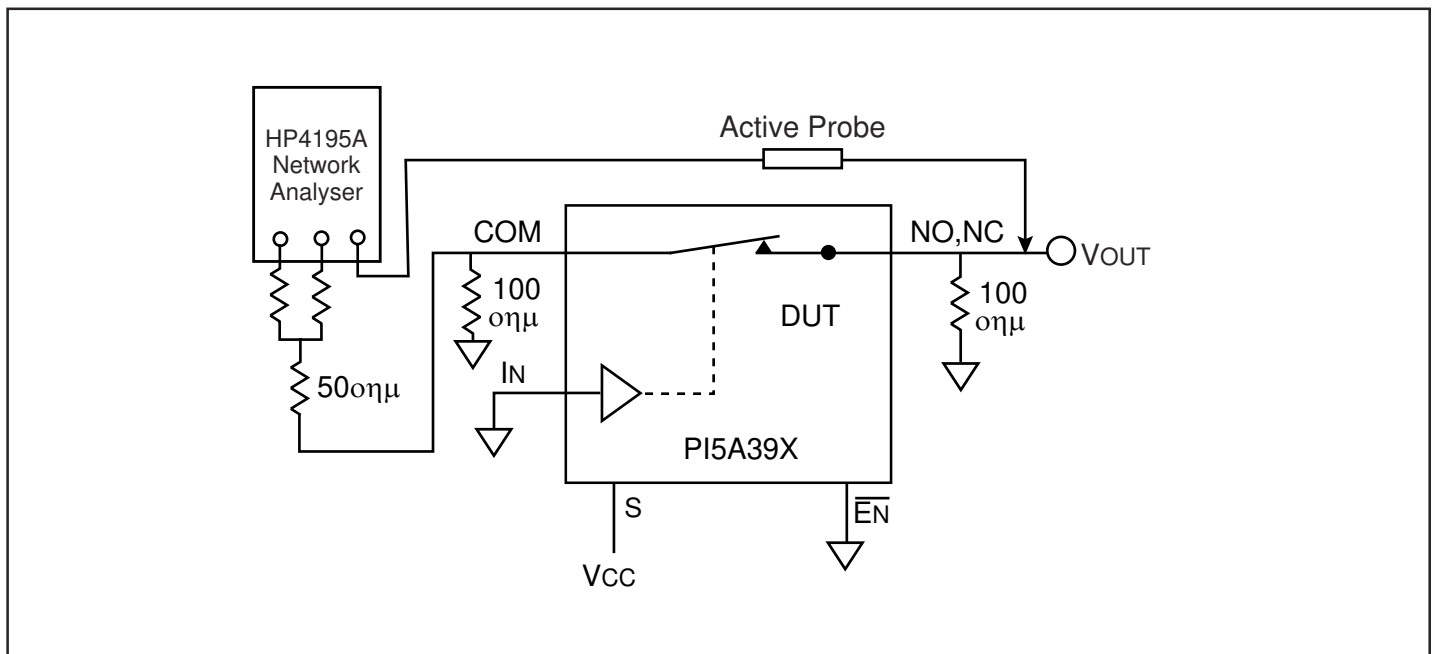 HP4195A
Network
Analyser
Active Probe
COM
NO,NC
VOUT
100
οημ
100
οημ
DUT
50οημ
IN
PI5A39X
S
EN
VCC